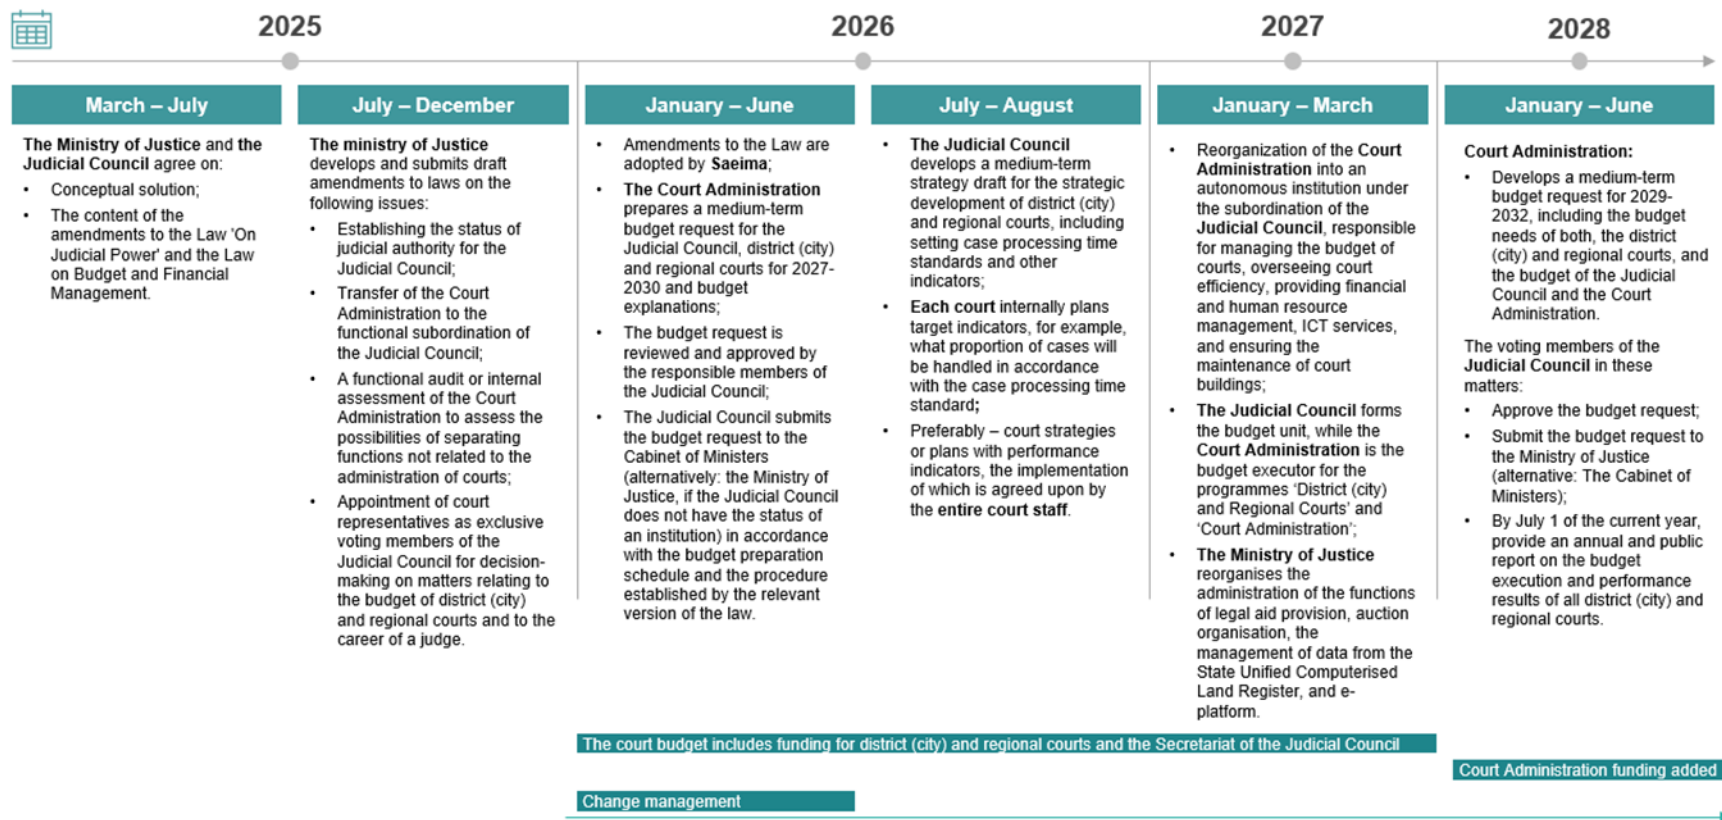 2025
2026
2027
2028
March – July
July – December
January – June
July – August
January – March
January – June
The Ministry of Justice and the
Judicial Council agree on:
• Conceptual solution;
• The content of the
amendments to the Law 'On
Judicial Power' and the Law
on Budget and Financial
Management.
The ministry of Justice
develops and submits draft
amendments to laws on the
following issues:
• Establishing the status of
judicial authority for the
Judicial Council;
• Transfer of the Court
Administration to the
functional subordination of
the Judicial Council;
• A functional audit or internal
assessment of the Court
Administration to assess the
possibilities of separating
functions not related to the
administration of courts;
• Appointment of court
representatives as exclusive
voting members of the
Judicial Council for decision-
making on matters relating to
the budget of district (city)
and regional courts and to the
career of a judge.
• Amendments to the Law are
adopted by Saeima;
• The Court Administration
prepares a medium-term
budget request for the
Judicial Council, district (city)
and regional courts for 2027-
2030 and budget
explanations;
• The budget request is
reviewed and approved by
the responsible members of
the Judicial Council;
• The Judicial Council submits
the budget request to the
Cabinet of Ministers
(alternatively: the Ministry of
Justice, if the Judicial Council
does not have the status of
an institution) in accordance
with the budget preparation
schedule and the procedure
established by the relevant
version of the law.
• The Judicial Council
develops a medium-term
strategy draft for the strategic
development of district (city)
and regional courts, including
setting case processing time
standards and other
indicators;
• Each court internally plans
target indicators, for example,
what proportion of cases will
be handled in accordance
with the case processing time
standard;
• Preferably – court strategies
or plans with performance
indicators, the implementation
of which is agreed upon by
the entire court staff.
• Reorganization of the Court
Administration into an
autonomous institution under
the subordination of the
Judicial Council, responsible
for managing the budget of
courts, overseeing court
efficiency, providing financial
and human resource
management, ICT services,
and ensuring the
maintenance of court
buildings;
• The Judicial Council forms
the budget unit, while the
Court Administration is the
budget executor for the
programmes 'District (city)
and Regional Courts' and
'Court Administration';
• The Ministry of Justice
reorganises the
administration of the functions
of legal aid provision, auction
organisation, the
management of data from the
State Unified Computerised
Land Register, and e-
platform.
Court Administration:
• Develops a medium-term
budget request for 2029-
2032, including the budget
needs of both, the district
(city) and regional courts, and
the budget of the Judicial
Council and the Court
Administration.
The voting members of the
Judicial Council in these
matters:
• Approve the budget request;
• Submit the budget request to
the Ministry of Justice
(alternative: The Cabinet of
Ministers);
• By July 1 of the current year,
provide an annual and public
report on the budget
execution and performance
results of all district (city) and
regional courts.
The court budget includes funding for district (city) and regional courts and the Secretariat of the Judicial Council
Court Administration funding added
Change management